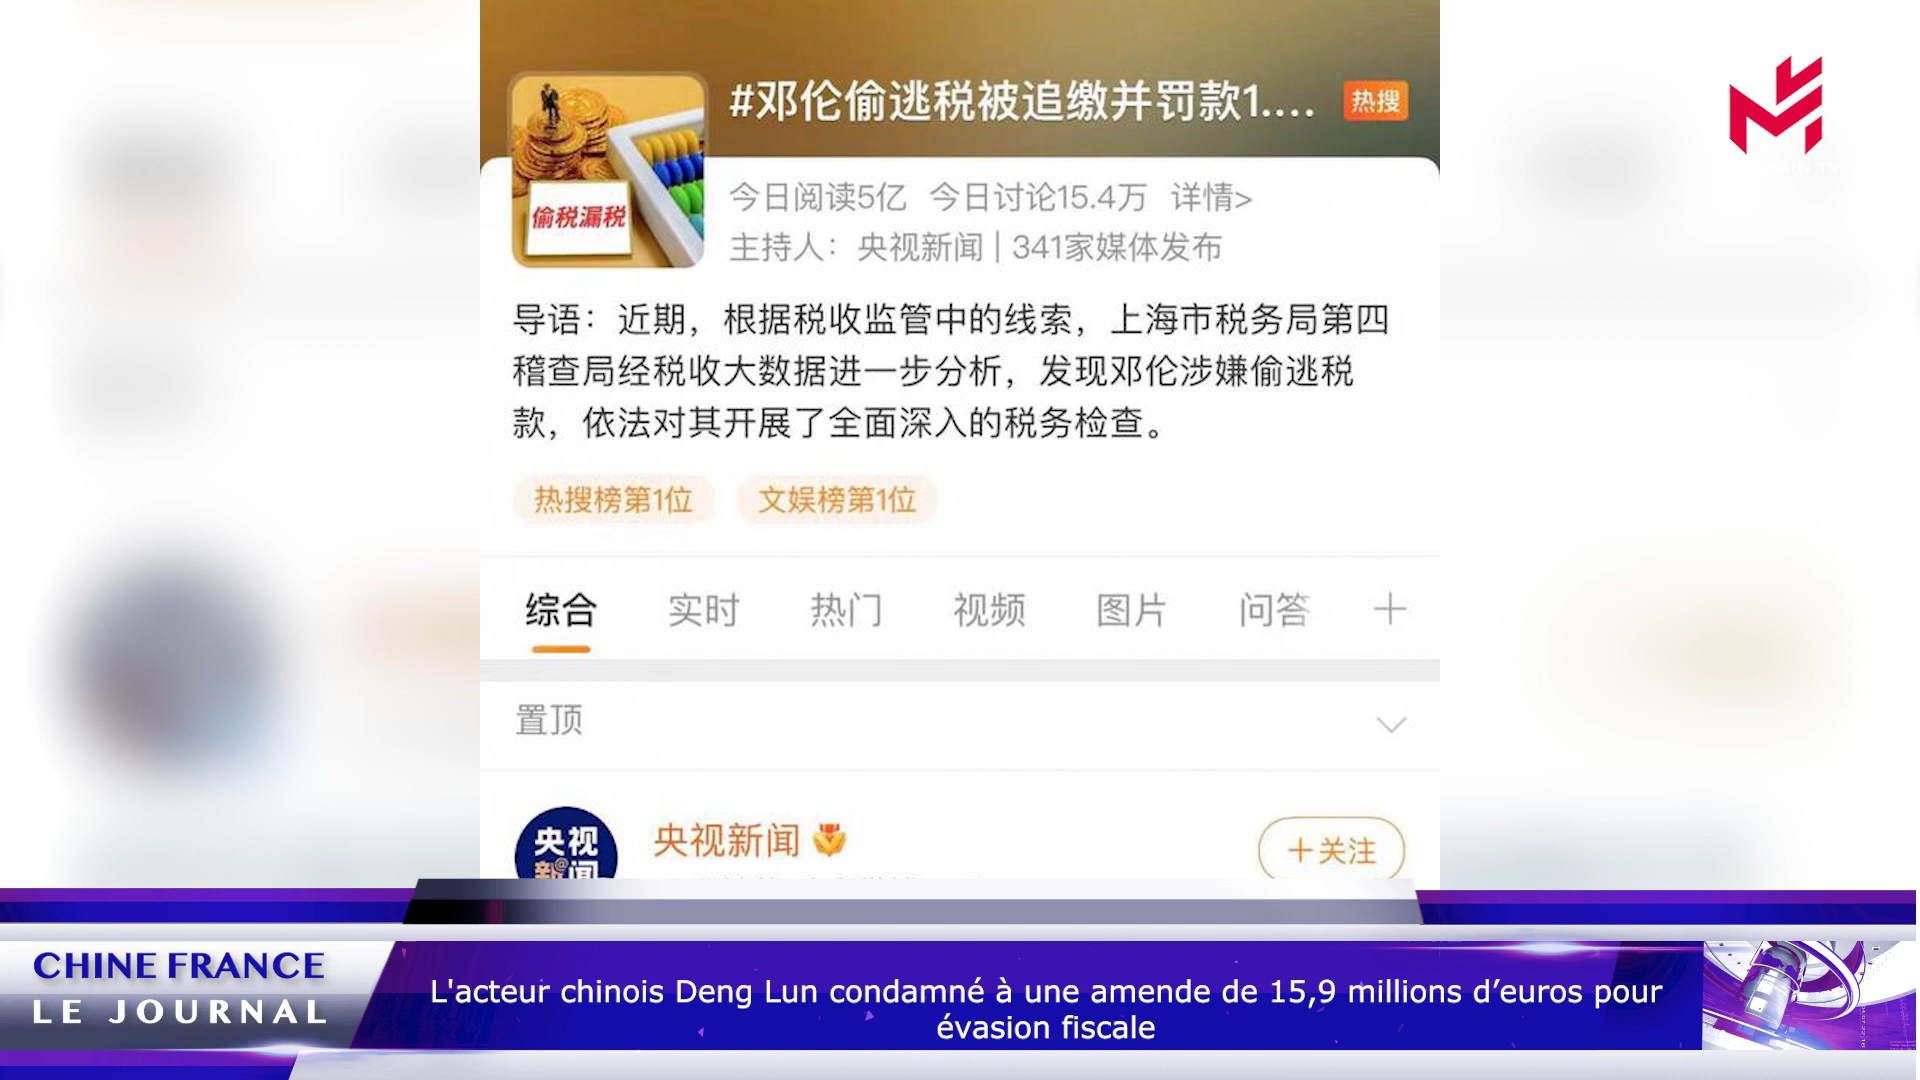 #邓伦偷逃税被追缴并罚款1....
热搜
偷税漏税
今日阅读5亿 今日讨论15.4万 详情>
主持人：央视新闻 | 341家媒体发布
导语：近期，根据税收监管中的线索，上海市税务局第四
稽查局经税收大数据进一步分析，发现邓伦涉嫌偷逃税
款，依法对其开展了全面深入的税务检查。
热搜榜第1位 文娱榜第1位
综合 实时 热门 视频 图片 问答 +
置顶
央视
新闻
央视新闻
+关注
CHINE FRANCE
LE JOURNAL
L'acteur chinois Deng Lun condamné à une amende de 15,9 millions d’euros pour
évasion fiscale